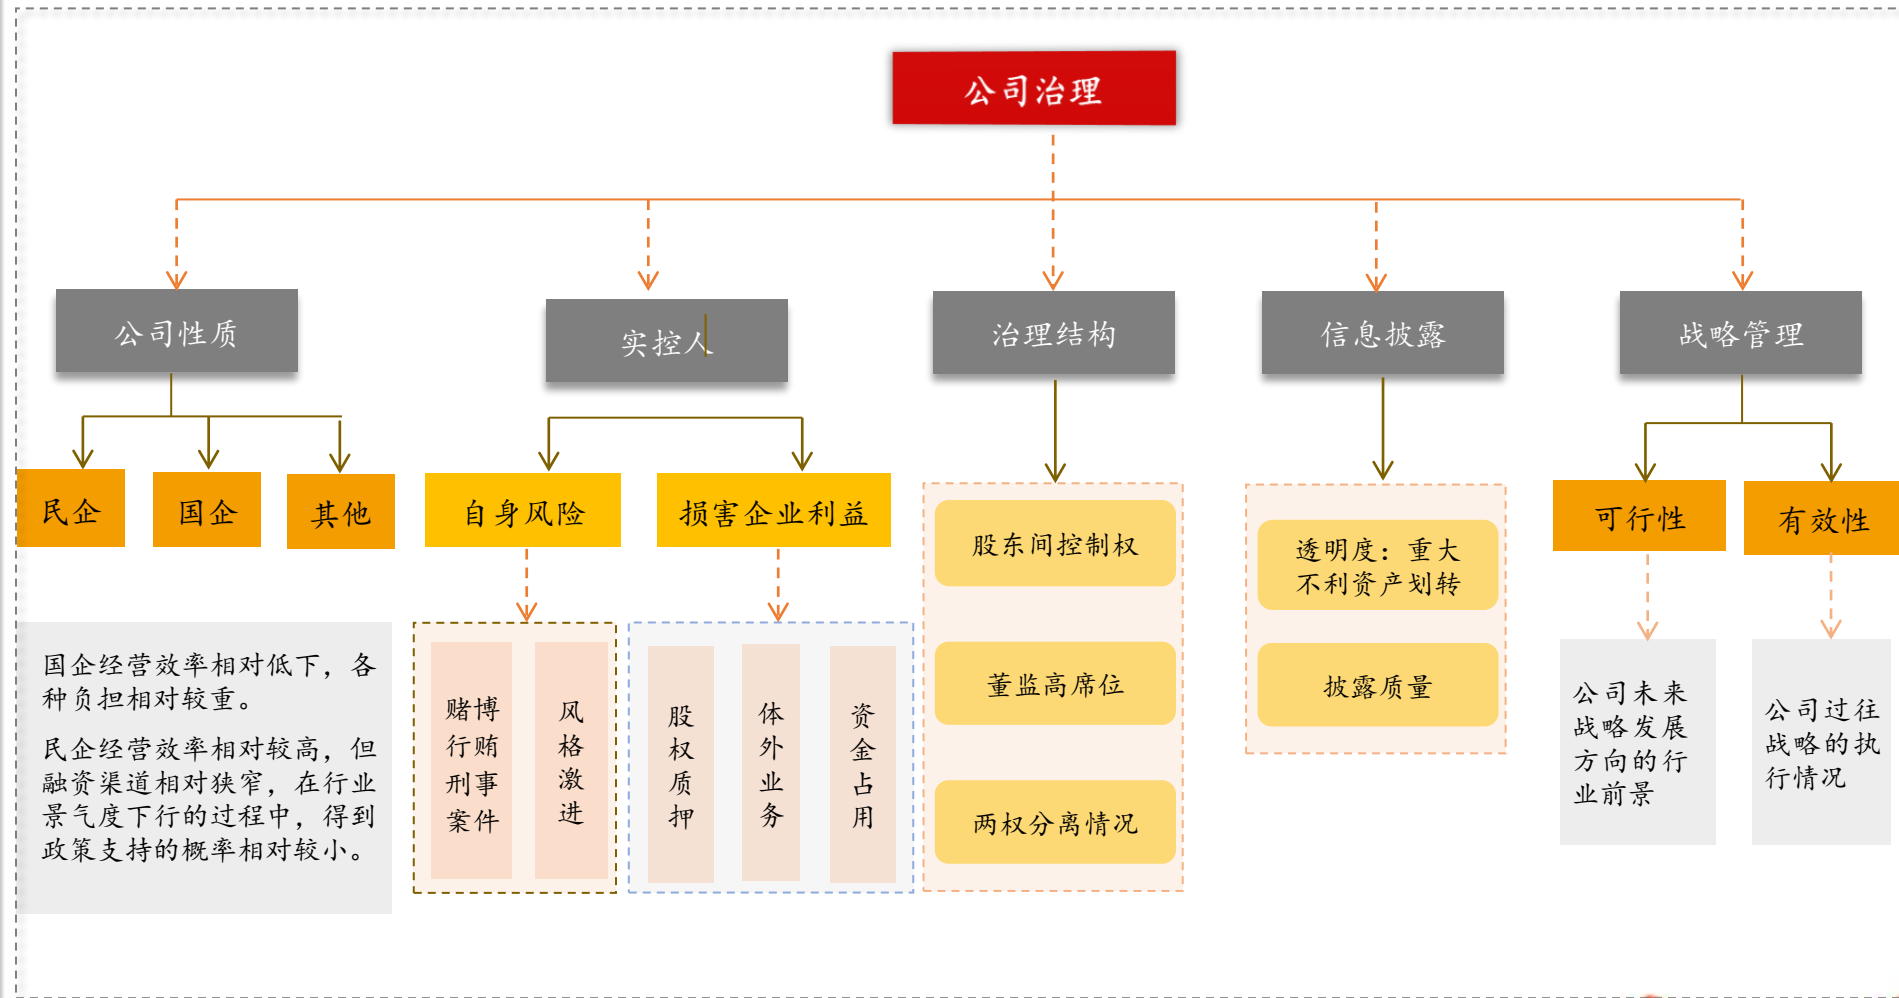 公司治理
公司性质
实控人
治理结构
信息披露
战略管理
民企
国企
其他
自身风险
损害企业利益
股东间控制权
董监高席位
两权分离情况
透明度：重大
不利资产划转
披露质量
可行性
有效性
国企经营效率相对低下，各
种负担相对较重。
民企经营效率相对较高，但
融资渠道相对狭窄，在行业
景气度下行的过程中，得到
政策支持的概率相对较小。
赌博
行贿
刑事
案件
风
格
激
进
股
权
质
押
体
外
业
务
资
金
占
用
公司未来
战略发展
方向的行
业前景
公司过往
战略的执
行情况